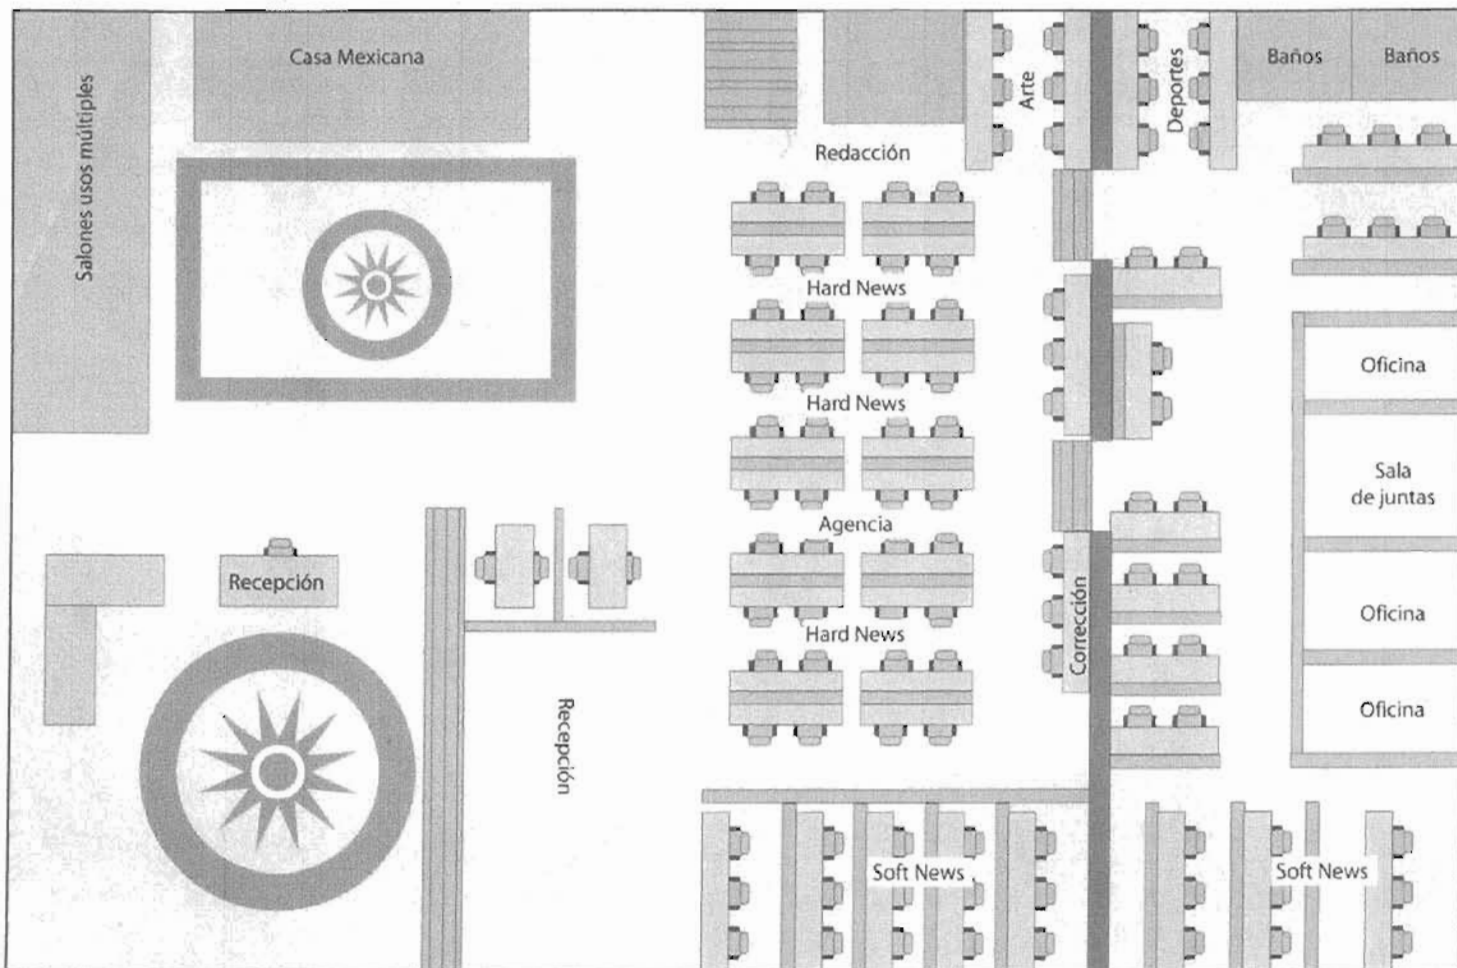 Salones usos múltiples
Casa Mexicana
Arte
Deportes
Baños
Baños
Redacción
Hard News
Hard News
Agencia
Hard News
Oficina
Sala
de juntas
Oficina
Oficina
Recepción
Recepción
Corrección
Soft News
Soft News